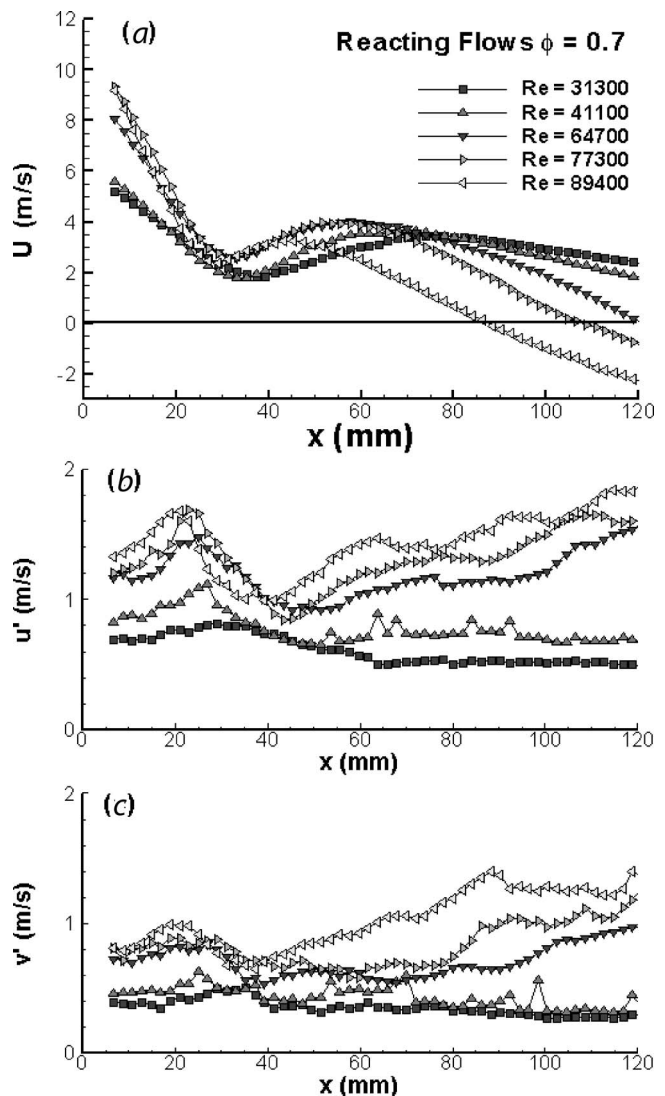 (a)
Reacting Flows ϕ = 0.7
Re = 31300
Re = 41100
Re = 64700
Re = 77300
Re = 89400
12
10
8
6
4
2
0
-2
U (m/s)
0 20 40 60 80 100 120
x (mm)
(b)
2
1
0
u' (m/s)
0 20 40 60 80 100 120
x (mm)
(c)
2
1
0
v' (m/s)
0 20 40 60 80 100 120
x (mm)